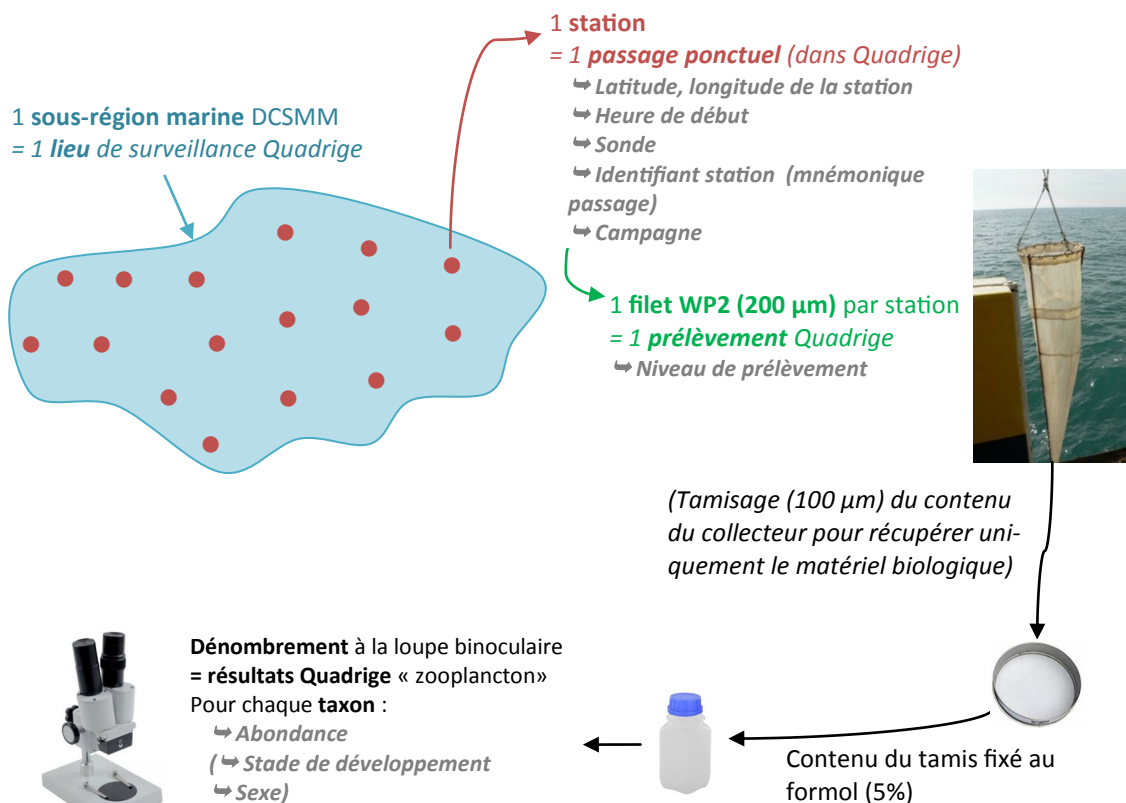 1 station
= 1 passage ponctuel (dans Quadrige)
➥ Latitude, longitude de la station
➥ Heure de début
➥ Sonde
➥ Identifiant station (mnémonique
passage)
➥ Campagne
1 sous-région marine DCSMM
= 1 lieu de surveillance Quadrige
1 filet WP2 (200 µm) par station
= 1 prélèvement Quadrige
➥ Niveau de prélèvement
(Tamisage (100 µm) du contenu
du collecteur pour récupérer uni-
quement le matériel biologique)
Contenu du tamis fixé au
formol (5%)
Dénombrement à la loupe binoculaire
= résultats Quadrige « zooplancton»
Pour chaque taxon :
➥ Abondance
( ➥ Stade de développement
➥ Sexe)